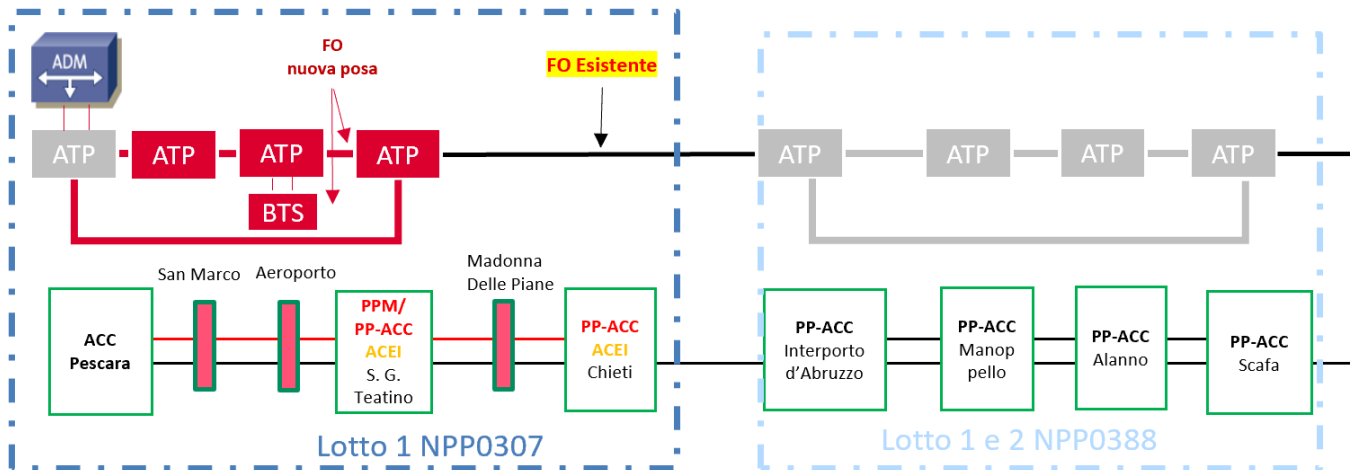 FO
nuova posa
FO Esistente
ADM
ATP
ATP
ATP
ATP
ATP
ATP
ATP
ATP
BTS
San Marco
Aeroporto
Madonna
Delle Piane
ACC
Pescara
PPM/
PP-ACC
ACEI
S. G.
Teatino
PP-ACC
ACEI
Chieti
PP-ACC
Interporto
d'Abruzzo
PP-ACC
Manop
pello
PP-ACC
Alanno
PP-ACC
Scafa
Lotto 1 NPP0307
Lotto 1 e 2 NPP0388